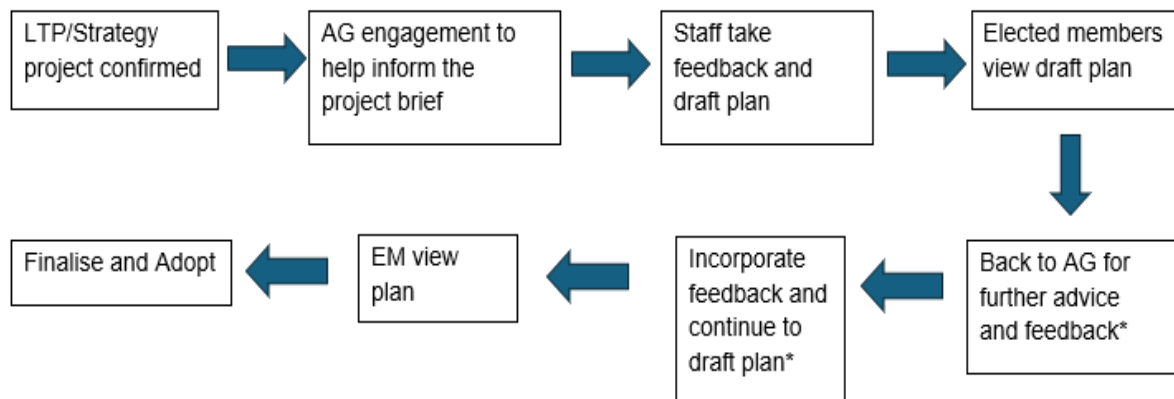 LTP/Strategy
project confirmed
AG engagement to
help inform the
project brief
Staff take
feedback and
draft plan
Elected members
view draft plan
Back to AG for
further advice
and feedback*
Incorporate
feedback and
continue to
draft plan*
EM view
plan
Finalise and Adopt